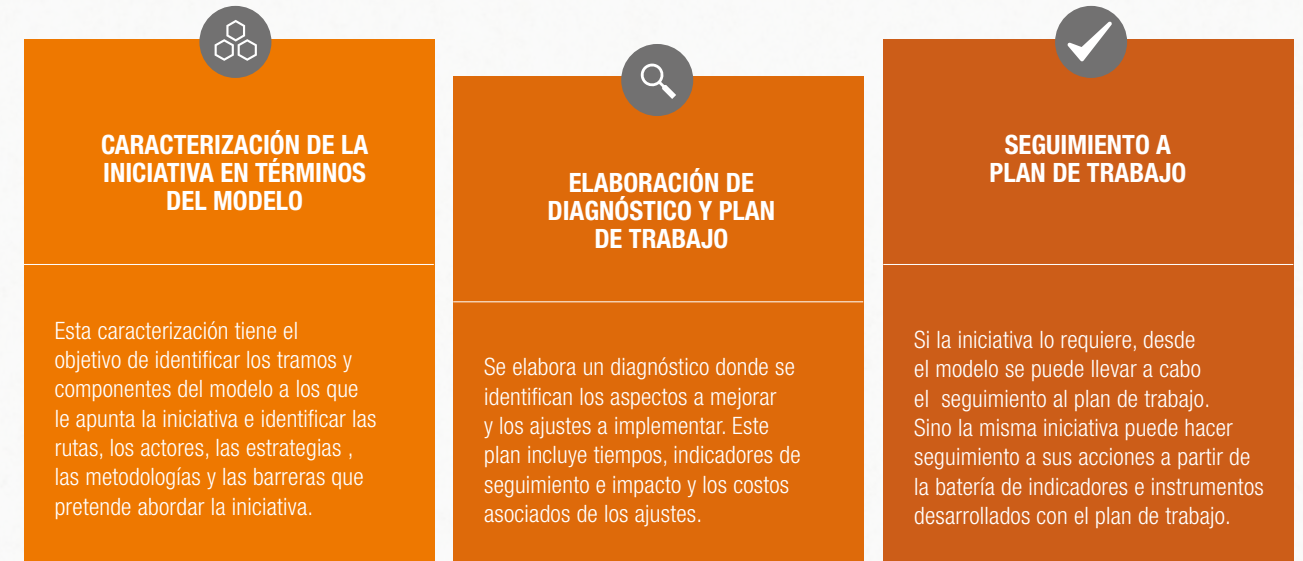 CARACTERIZACIÓN DE LA
INICIATIVA EN TÉRMINOS
DEL MODELO
Esta caracterización tiene el
objetivo de identificar los tramos y
componentes del modelo a los que
le apunta la iniciativa e identificar las
rutas, los actores, las estrategias ,
las metodologías y las barreras que
pretende abordar la iniciativa.
ELABORACIÓN DE
DIAGNÓSTICO Y PLAN
DE TRABAJO
Se elabora un diagnóstico donde se
identifican los aspectos a mejorar
y los ajustes a implementar. Este
plan incluye tiempos, indicadores de
seguimiento e impacto y los costos
asociados de los ajustes.
SEGUIMIENTO A
PLAN DE TRABAJO
Si la iniciativa lo requiere, desde
el modelo se puede llevar a cabo
el  seguimiento al plan de trabajo.
Sino la misma iniciativa puede hacer
seguimiento a sus acciones a partir de
la batería de indicadores e instrumentos
desarrollados con el plan de trabajo.